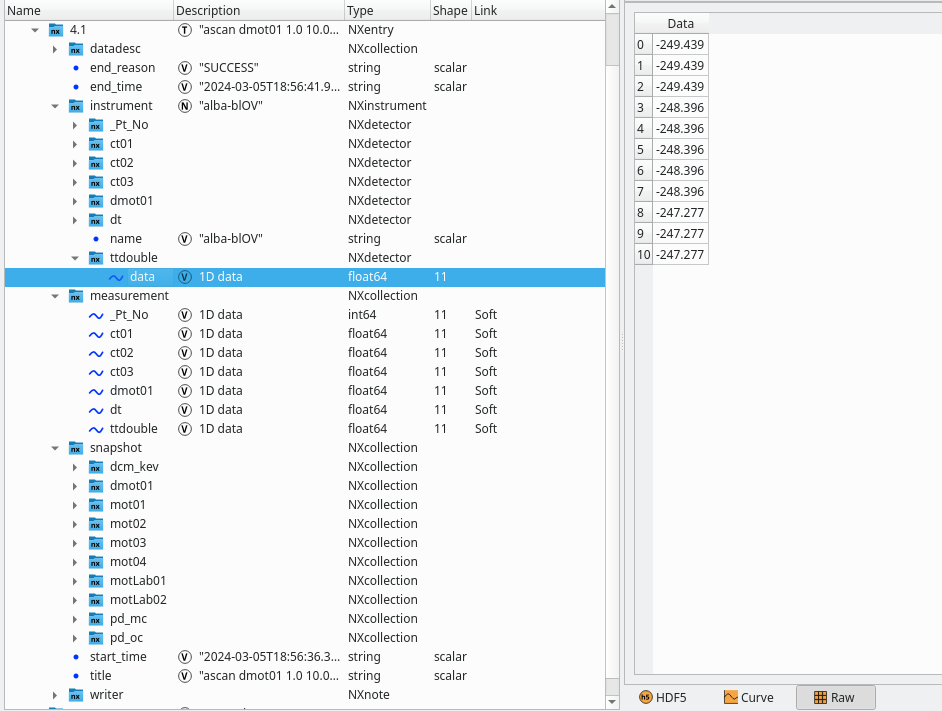 Name Description Type Shape Link
4.1 T "ascan dmot01 1.0 10.0... NXentry
datadesc NXcollection
end_reason V "SUCCESS" string scalar
end_time V "2024-03-05T18:56:41.9... string scalar
instrument N "alba-blOV" NXinstrument
_Pt_No NXdetector
ct01 NXdetector
ct02 NXdetector
ct03 NXdetector
dmot01 NXdetector
dt NXdetector
name V "alba-blOV" string scalar
ttdouble NXdetector
data V 1D data float64 11
measurement NXcollection
_Pt_No V 1D data int64 11 Soft
ct01 V 1D data float64 11 Soft
ct02 V 1D data float64 11 Soft
ct03 V 1D data float64 11 Soft
dmot01 V 1D data float64 11 Soft
dt V 1D data float64 11 Soft
ttdouble V 1D data float64 11 Soft
snapshot NXcollection
dcm_kev NXcollection
dmot01 NXcollection
mot01 NXcollection
mot02 NXcollection
mot03 NXcollection
mot04 NXcollection
motLab01 NXcollection
motLab02 NXcollection
pd_mc NXcollection
pd_oc NXcollection
start_time V "2024-03-05T18:56:36.3... string scalar
title V "ascan dmot01 1.0 10.0... string scalar
writer NXnote
Data
0 -249.439
1 -249.439
2 -249.439
3 -248.396
4 -248.396
5 -248.396
6 -248.396
7 -248.396
8 -247.277
9 -247.277
10 -247.277
HDF5 Curve Raw